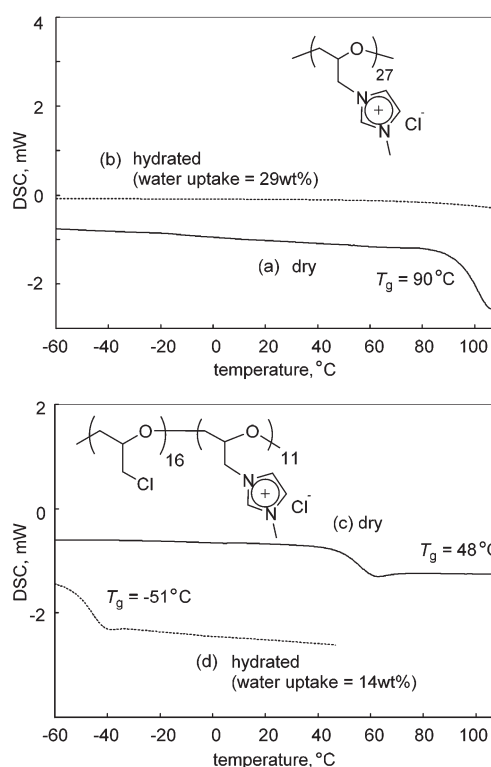 4
2
0
-2
DSC, mW
O
27
N
+
N
Cl-
(b) hydrated
(water uptake = 29wt%)
(a) dry
Tg = 90°C
-60 -40 -20 0 20 40 60 80 100
temperature, °C
2
0
-2
DSC, mW
O
16
Cl
O
11
N
+
N
Cl-
(c) dry
Tg = 48°C
Tg = -51°C
(d) hydrated
(water uptake = 14wt%)
-60 -40 -20 0 20 40 60 80 100
temperature, °C